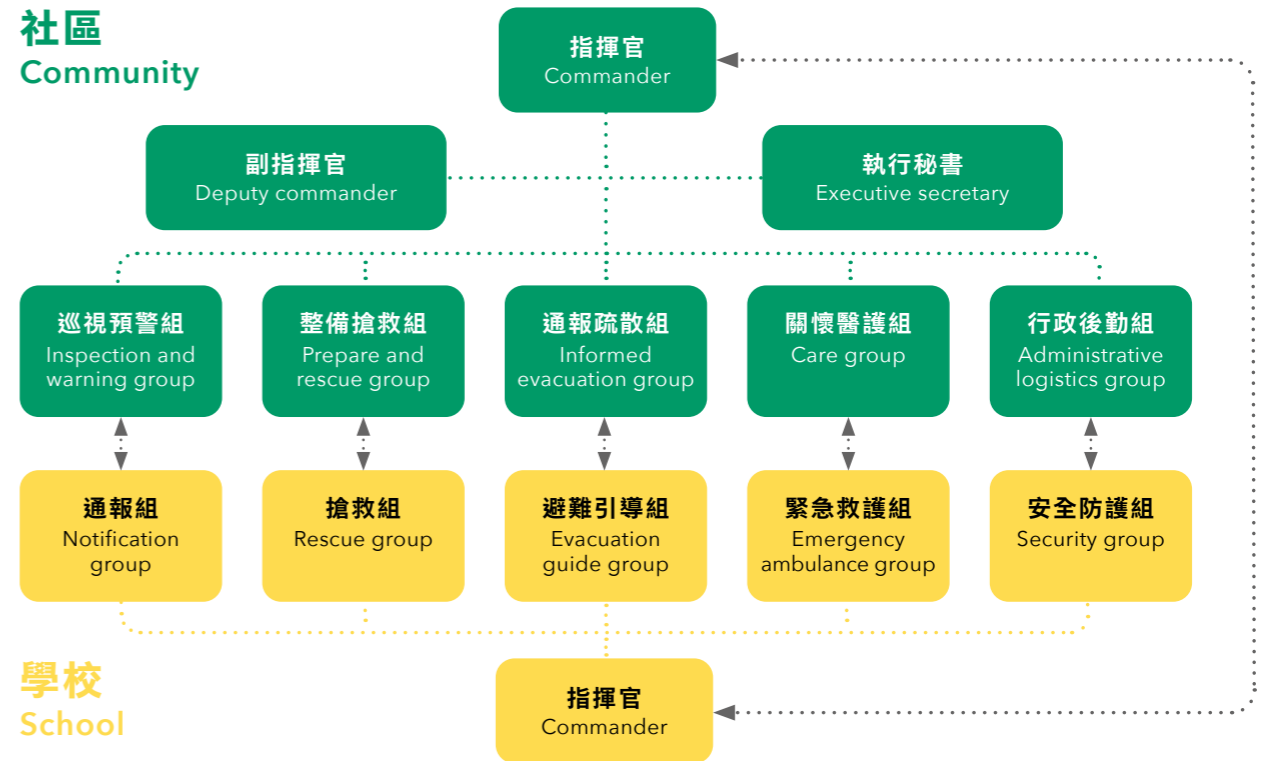 社區
Community
指揮官
Commander
副指揮官
Deputy commander
執行秘書
Executive secretary
巡視預警組
Inspection and
warning group
整備搶救組
Prepare and
rescue group
通報疏散組
Informed
evacuation group
關懷醫護組
Care group
行政後勤組
Administrative
logistics group
通報組
Notification
group
搶救組
Rescue group
避難引導組
Evacuation
guide group
緊急救護組
Emergency
ambulance group
安全防護組
Security group
學校
School
指揮官
Commander